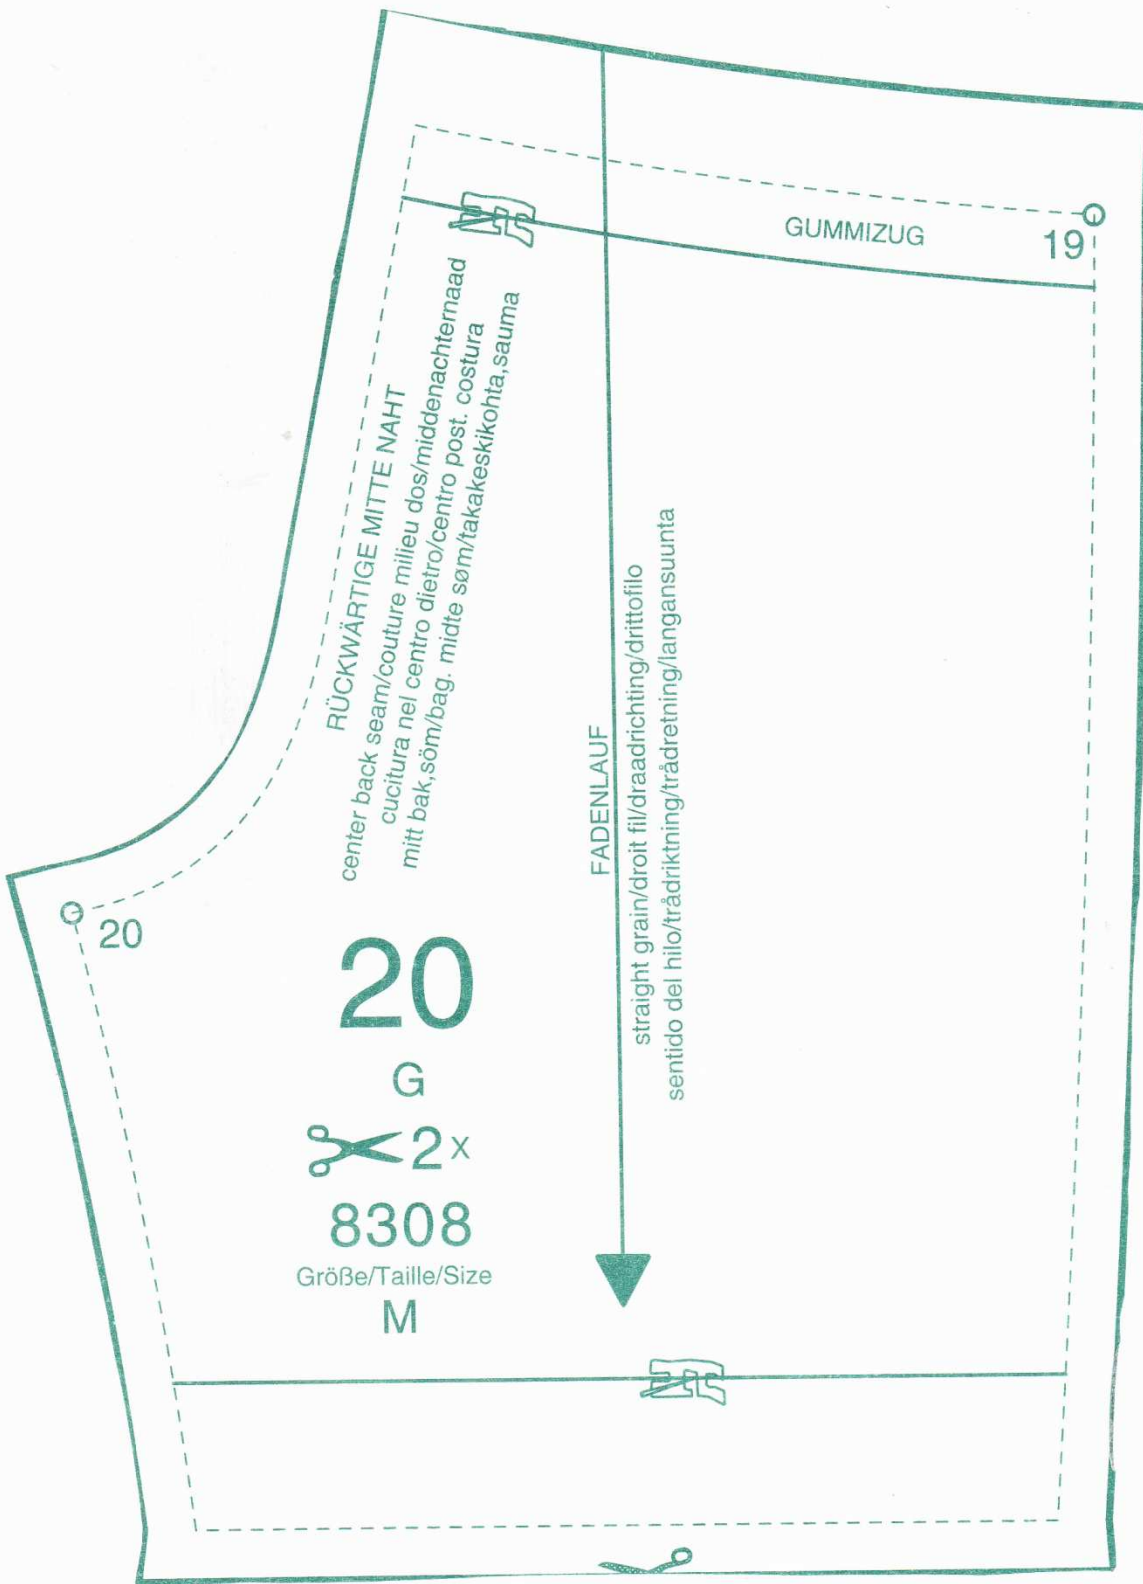 GUMMIZUG
19
RÜCKWÄRTIGE MITTE NAHT
center back seam/couture milieu dos/middenachternaad
cucitura nel centro dietro/centro post. costura
mitt bak,söm/bag. midte søm/takakeskikohta,sauma
FADENLAUF
straight grain/droit fil/draadrichting/drittofilo
sentido del hilo/trådriktning/trådretning/langansuunta
20
20
G
2x
8308
Größe/Taille/Size
M